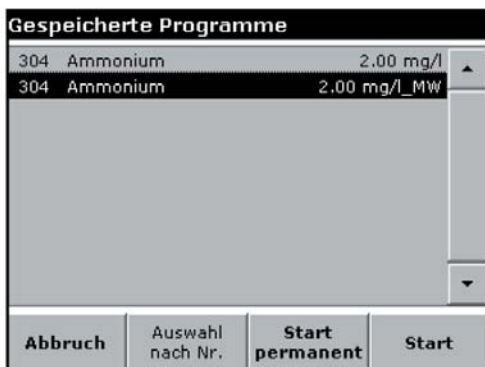 Gespeicherte Programme
304 Ammonium 2.00 mg/l
304 Ammonium 2.00 mg/l_MW
Abbruch
Auswahl
nach Nr.
Start
permanent
Start